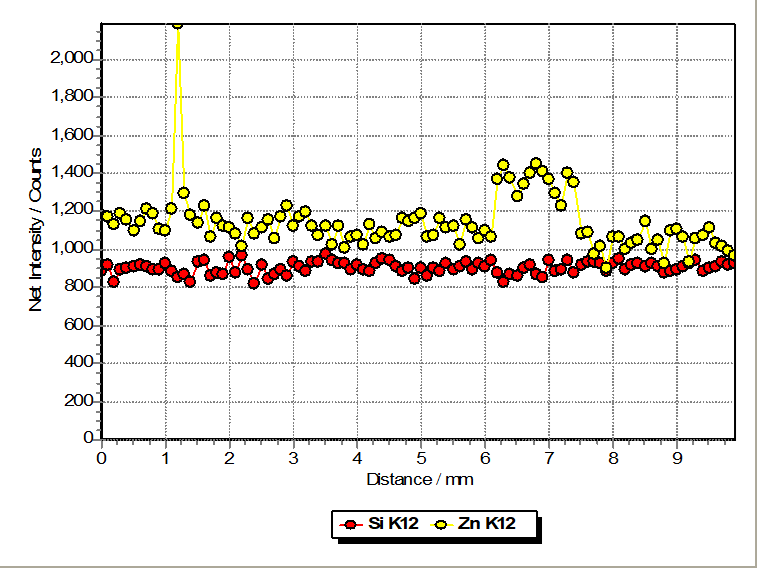 Net Intensity / Counts
2,000
1,800
1,600
1,400
1,200
1,000
800
600
400
200
0
0 1 2 3 4 5 6 7 8 9
Distance / mm
Si K12 Zn K12